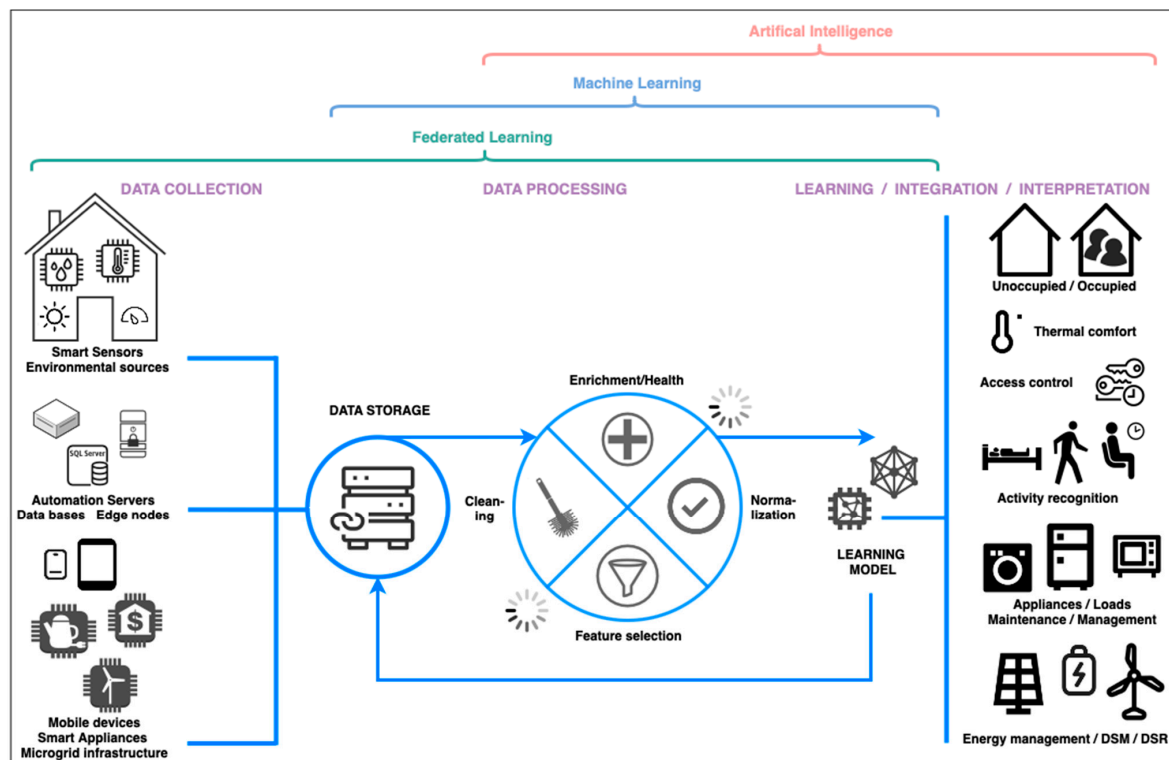 Artifical Intelligence
Machine Learning
Federated Learning
DATA COLLECTION
DATA PROCESSING
LEARNING / INTEGRATION / INTERPRETATION
Smart Sensors
Environmental sources
SQL Server
Automation Servers
Data bases Edge nodes
Mobile devices
Smart Appliances
Microgrid infrastructure
DATA STORAGE
Enrichment/Health
Clean-
ing
Norma-
lization
Feature selection
LEARNING
MODEL
Unoccupied / Occupied
Thermal comfort
Access control
Activity recognition
Appliances / Loads
Maintenance / Management
Energy management / DSM / DSR